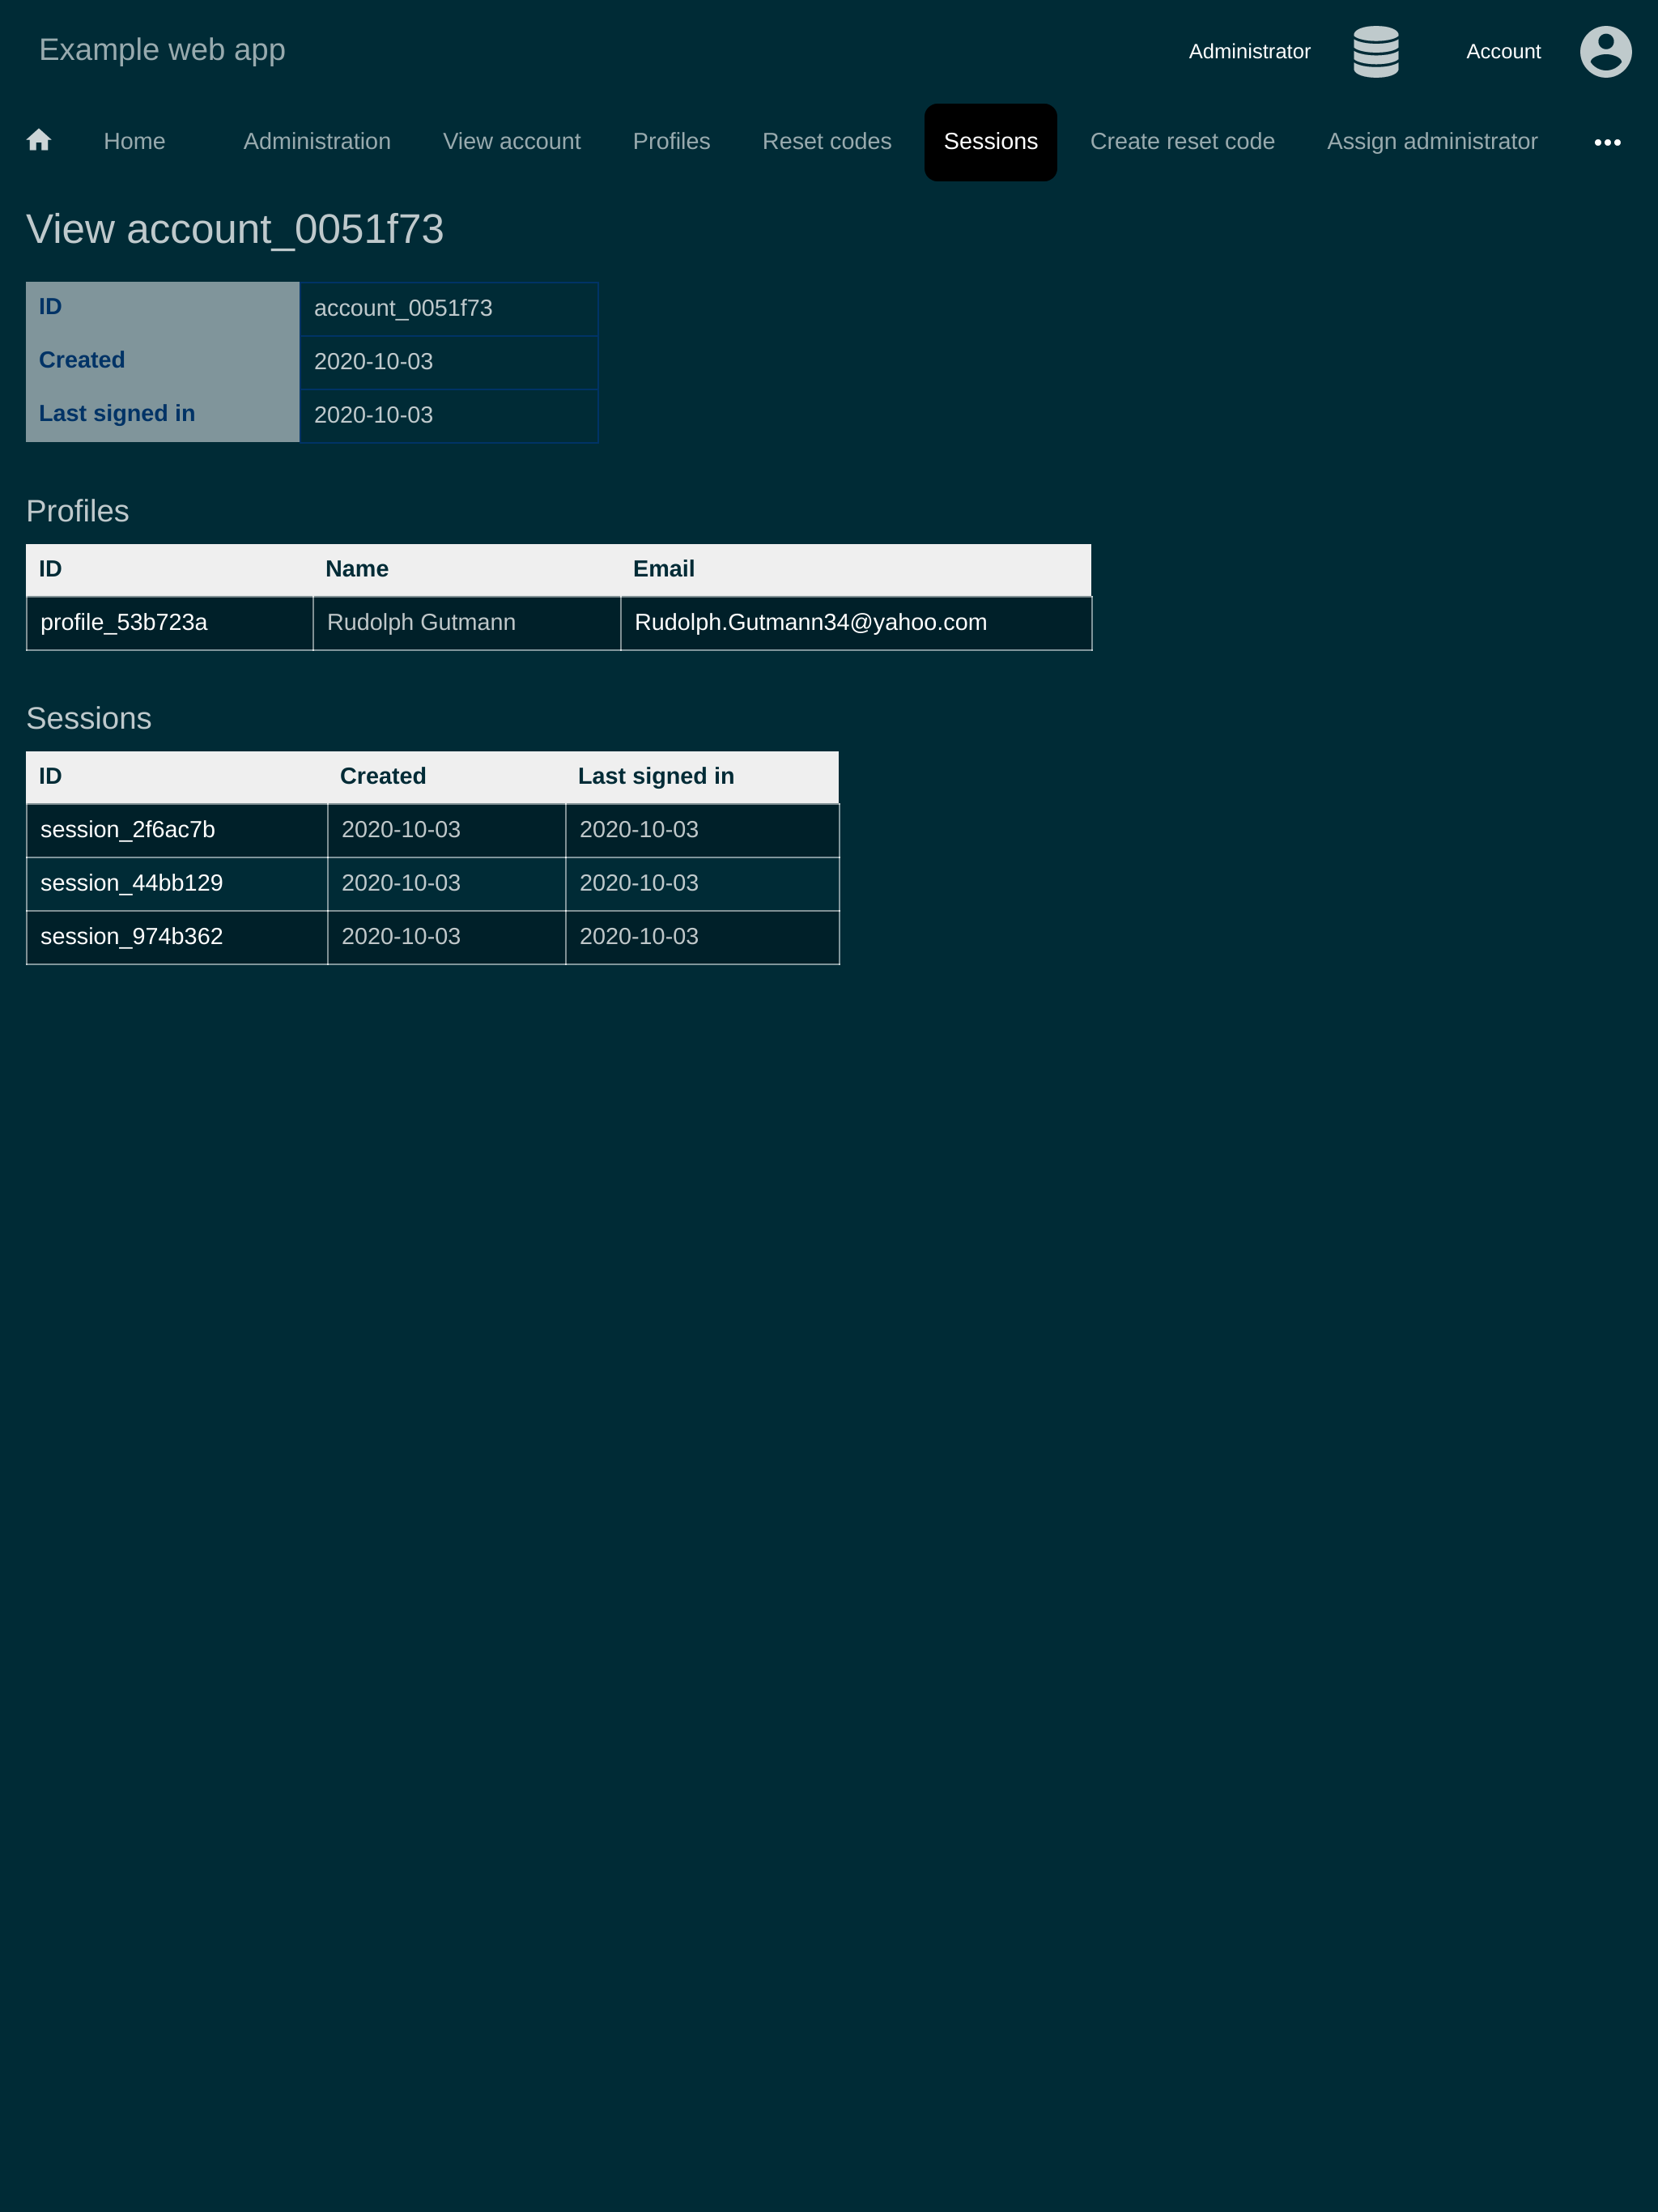 Example web app
Administrator Account
Home Administration View account Profiles Reset codes Sessions Create reset code Assign administrator
View account_0051f73
ID account_0051f73
Created 2020-10-03
Last signed in 2020-10-03
Profiles
ID Name Email
profile_53b723a Rudolph Gutmann Rudolph.Gutmann34@yahoo.com
Sessions
ID Created Last signed in
session_2f6ac7b 2020-10-03 2020-10-03
session_44bb129 2020-10-03 2020-10-03
session_974b362 2020-10-03 2020-10-03